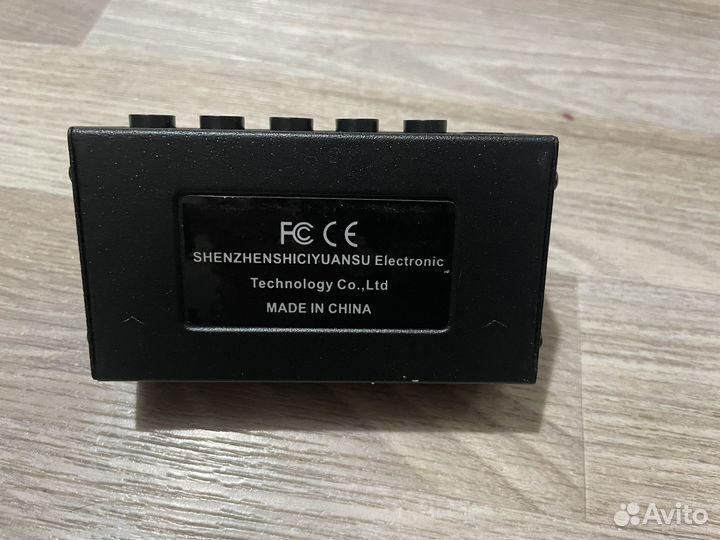 FC CE
SHENZHENSHICIYUANSU Electronic
Technology Co.,Ltd
MADE IN CHINA
Avito